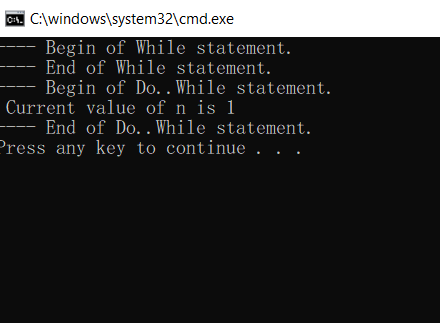 C:\windows\system32\cmd.exe
---- Begin of While statement.
---- End of While statement.
---- Begin of Do..While statement.
Current value of n is 1
---- End of Do..While statement.
Press any key to continue . . .